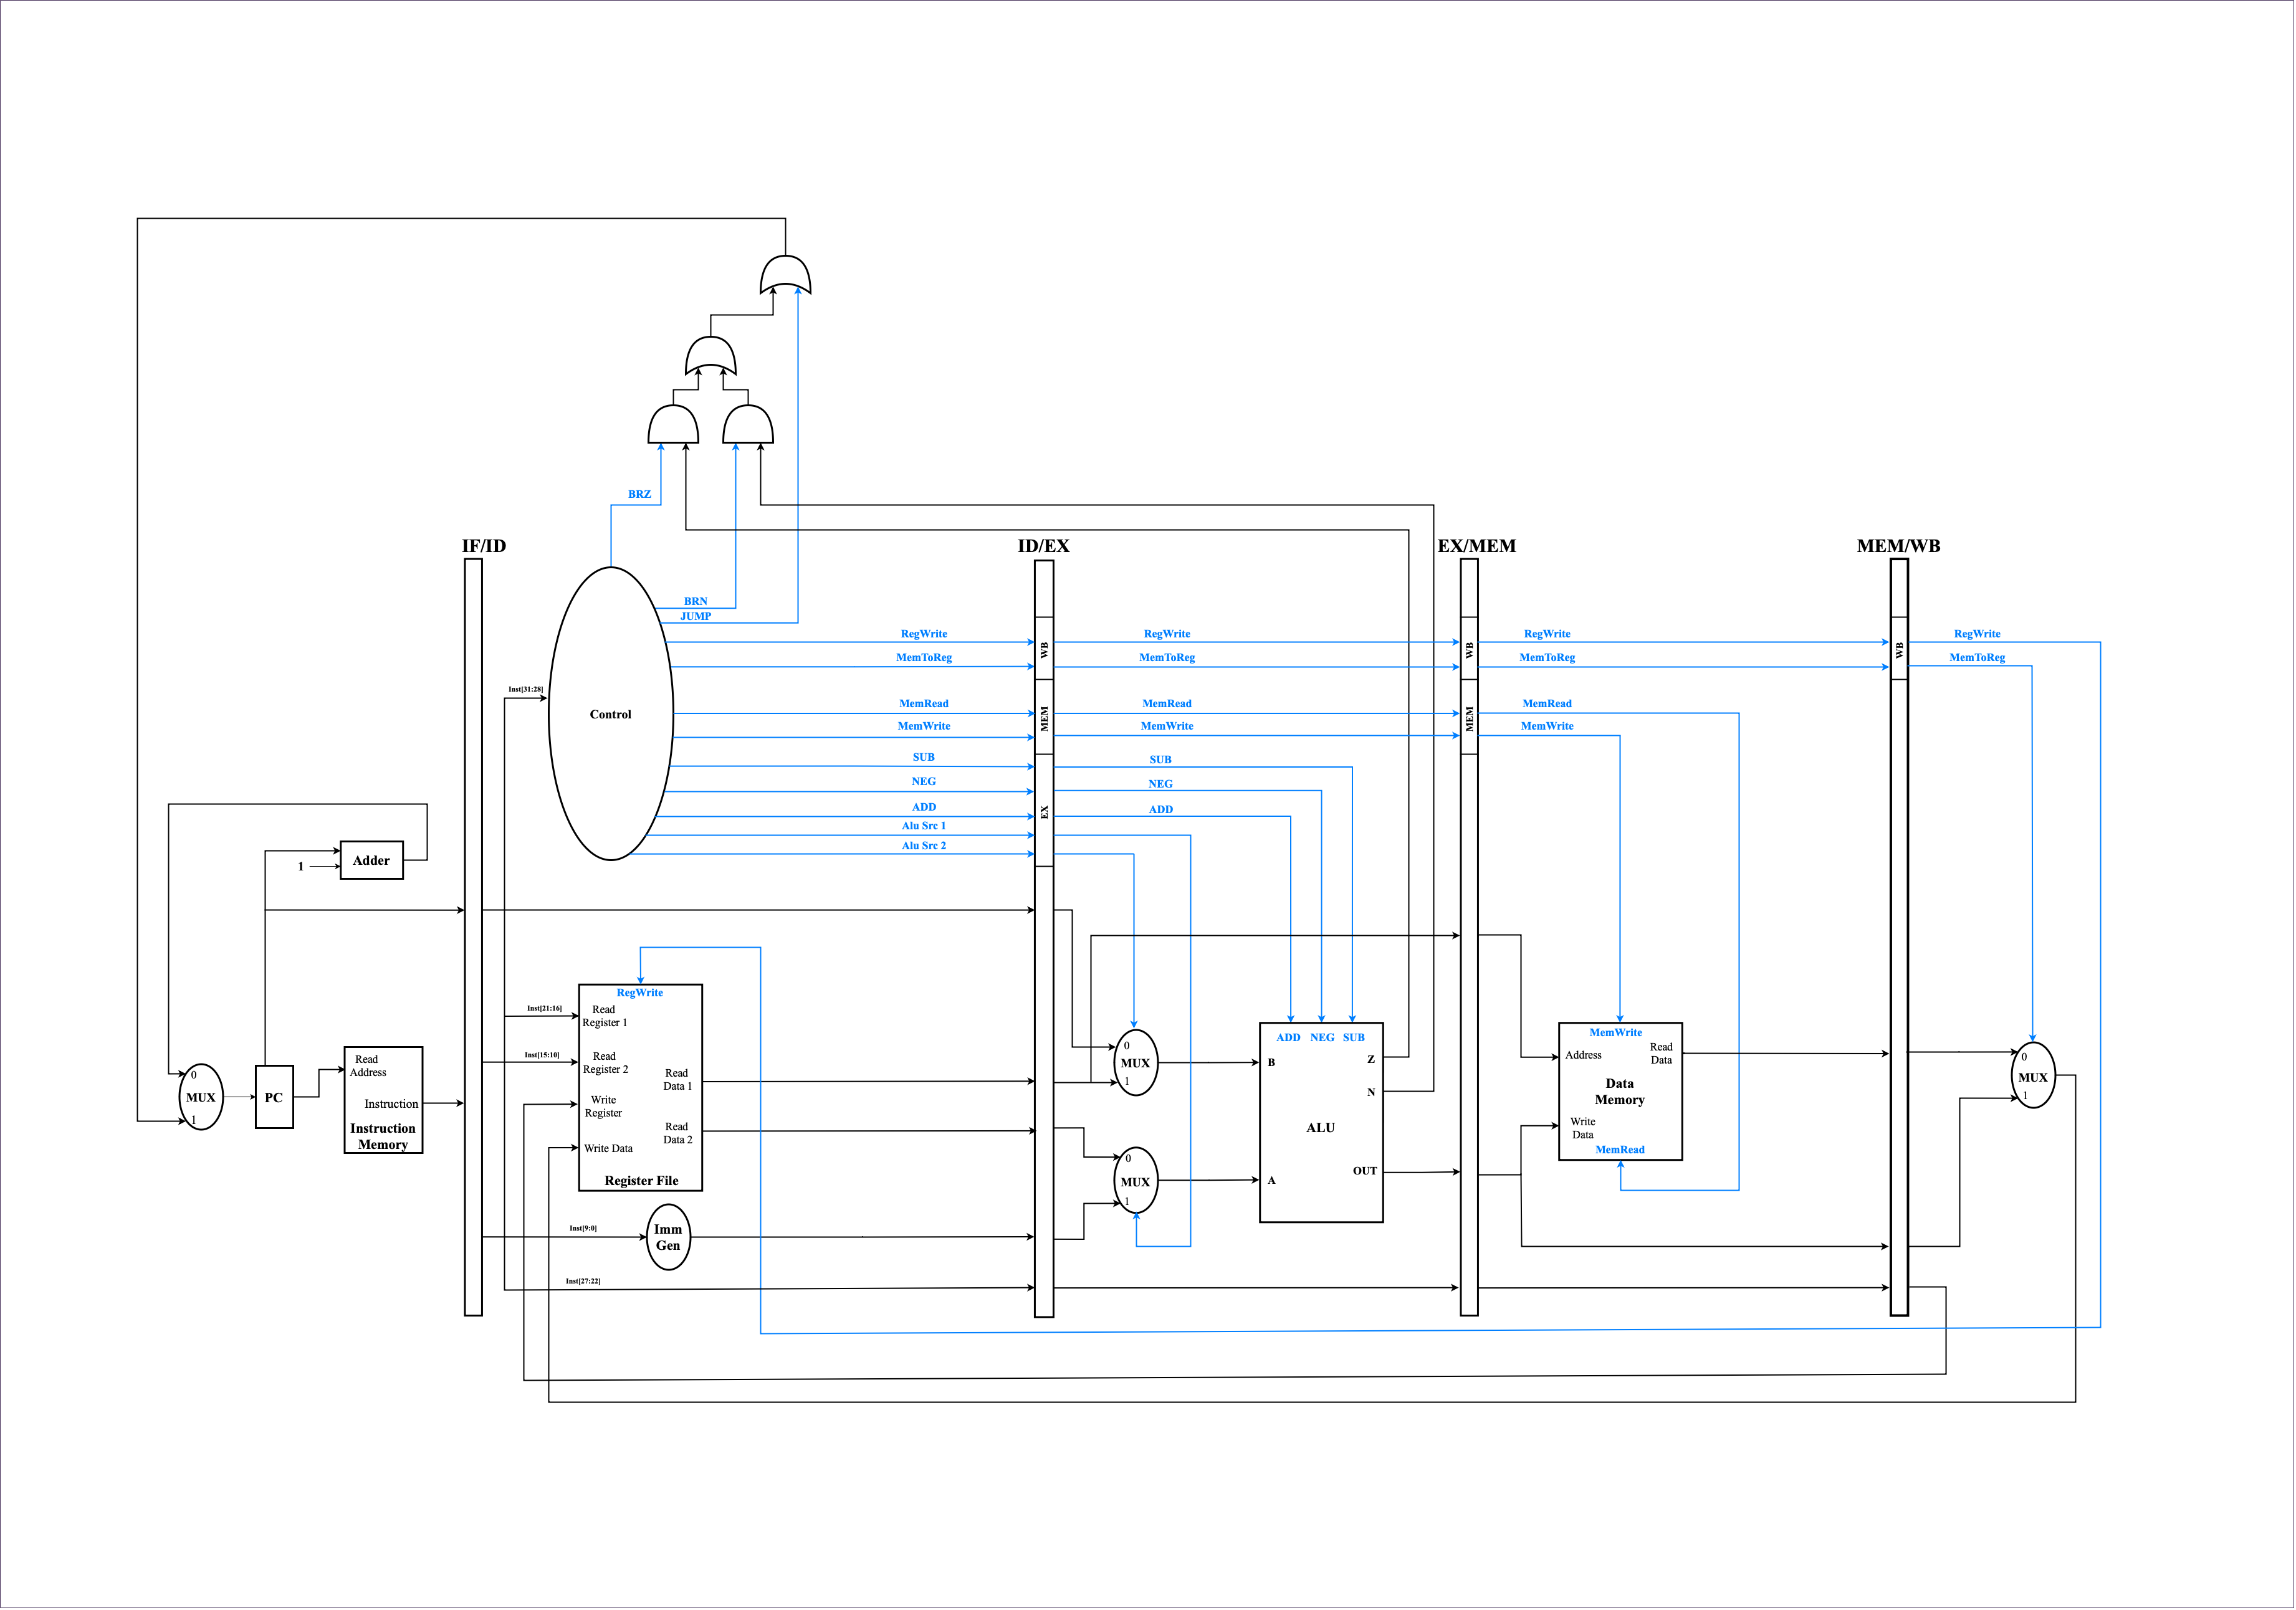 BRZ
IF/ID
ID/EX
EX/MEM
MEM/WB
BRN
JUMP
RegWrite
RegWrite
RegWrite
RegWrite
MemToReg
MemToReg
MemToReg
MemToReg
WB
WB
WB
Inst[31:28]
Control
MemRead
MemRead
MemRead
MemWrite
MemWrite
MemWrite
MEM
MEM
SUB
SUB
NEG
NEG
ADD
ADD
EX
Alu Src 1
Alu Src 2
Adder
1
RegWrite
Inst[21:16]
Read
Register 1
Inst[15:10]
Read
Register 2
Read
Data 1
Write
Register
Read
Data 2
Write Data
Register File
0
MUX
1
PC
Read
Address
Instruction
Instruction
Memory
Inst[9:0]
Imm
Gen
Inst[27:22]
0
MUX
1
0
MUX
1
ADD NEG SUB
B
Z
N
ALU
OUT
A
MemWrite
Address
Read
Data
Data
Memory
Write
Data
MemRead
0
MUX
1